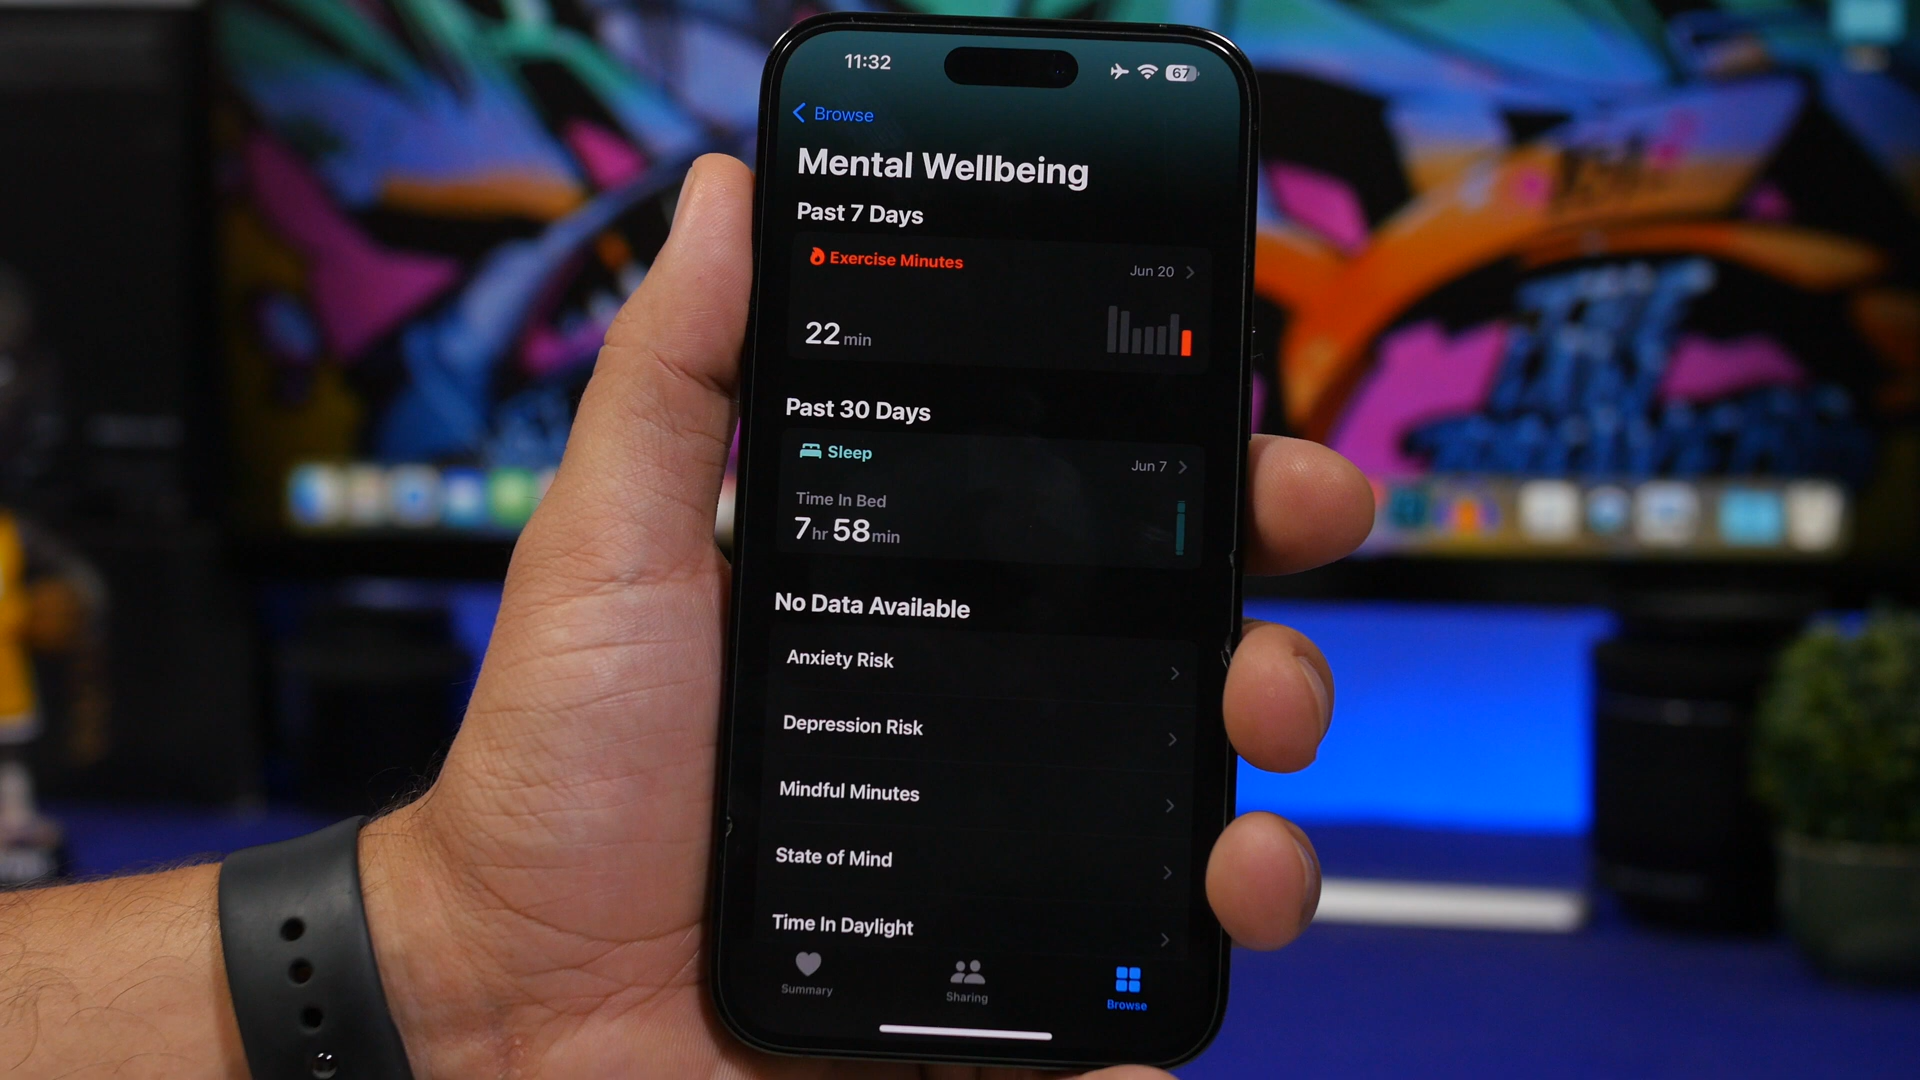 11:32
67
Browse
Mental Wellbeing
Past 7 Days
Exercise Minutes
Jun 20
22 min
Past 30 Days
Sleep
Jun 7
Time In Bed
7 hr 58 min
No Data Available
Anxiety Risk
Depression Risk
Mindful Minutes
State of Mind
Time In Daylight
Summary
Sharing
Browse